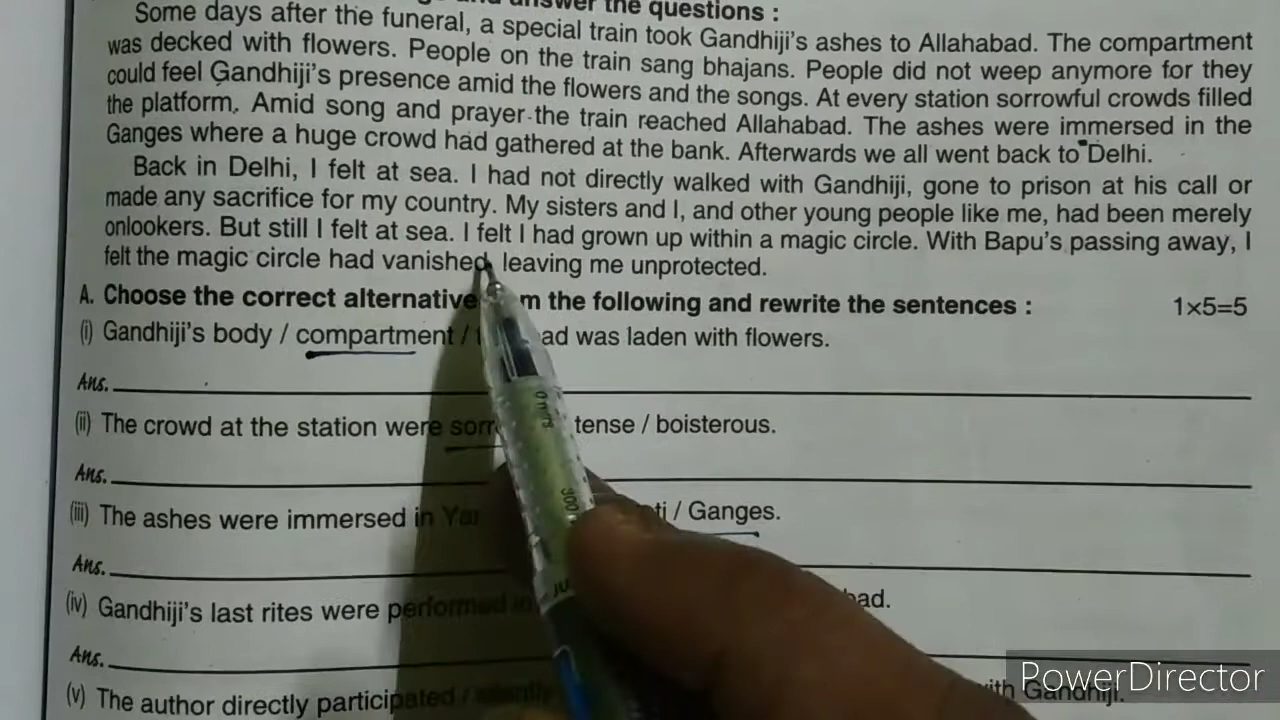 answer the questions :
Some days after the funeral, a special train took Gandhiji's ashes to Allahabad. The compartment
was decked with flowers. People on the train sang bhajans. People did not weep anymore for they
could feel Gandhiji's presence amid the flowers and the songs. At every station sorrowful crowds filled
the platform. Amid song and prayer the train reached Allahabad. The ashes were immersed in the
Ganges where a huge crowd had gathered at the bank. Afterwards we all went back to Delhi.
Back in Delhi, I felt at sea. I had not directly walked with Gandhiji, gone to prison at his call or
made any sacrifice for my country. My sisters and I, and other young people like me, had been merely
onlookers. But still I felt at sea. I felt I had grown up within a magic circle. With Bapu's passing away, I
felt the magic circle had vanished, leaving me unprotected.
A. Choose the correct alternative the following and rewrite the sentences : 1×5=5
(i) Gandhiji's body / compartment / was laden with flowers.
Ans.
(ii) The crowd at the station were tense / boisterous.
Ans.
(iii) The ashes were immersed in / Ganges.
Ans.
(iv) Gandhiji's last rites were performed in
Ans.
(v) The author directly participated / silently with Gandhiji.
PowerDirector